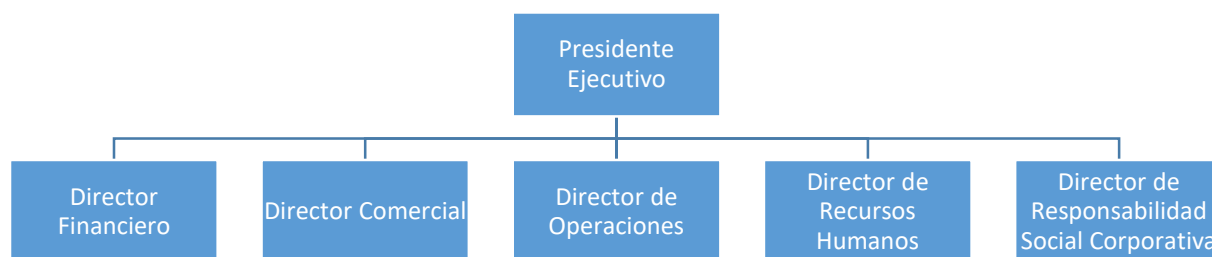 Presidente
Ejecutivo
Director
Financiero
Director Comercial
Director de
Operaciones
Director de
Recursos
Humanos
Director de
Responsabilidad
Social Corporativa